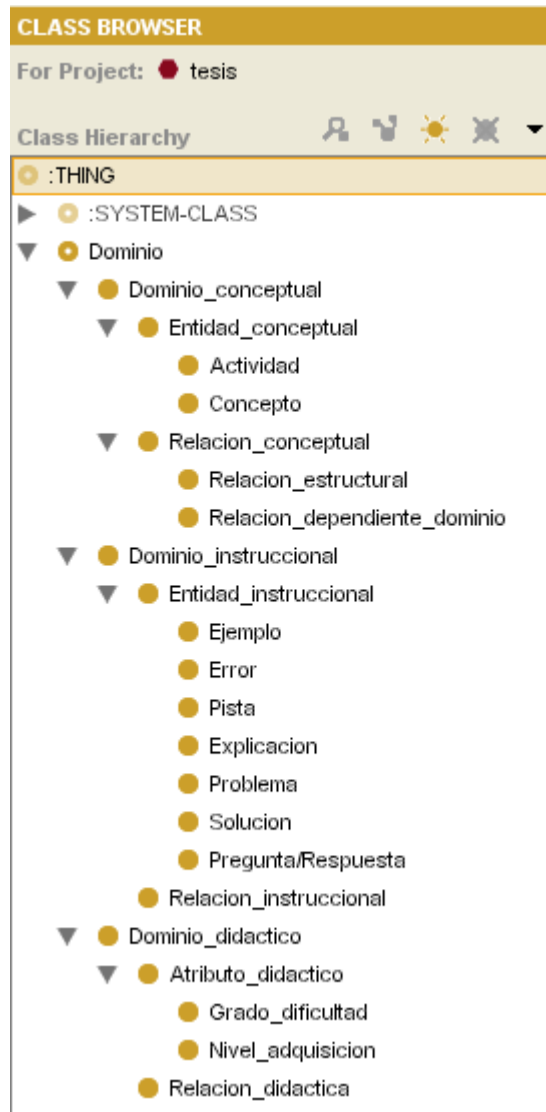 CLASS BROWSER
For Project: tesis
Class Hierarchy
:THING
:SYSTEM-CLASS
Dominio
Dominio_conceptual
Entidad_conceptual
Actividad
Concepto
Relacion_conceptual
Relacion_estructural
Relacion_dependiente_dominio
Dominio_instruccional
Entidad_instruccional
Ejemplo
Error
Pista
Explicacion
Problema
Solucion
Pregunta/Respuesta
Relacion_instruccional
Dominio_didactico
Atributo_didactico
Grado_dificultad
Nivel_adquisicion
Relacion_didactica